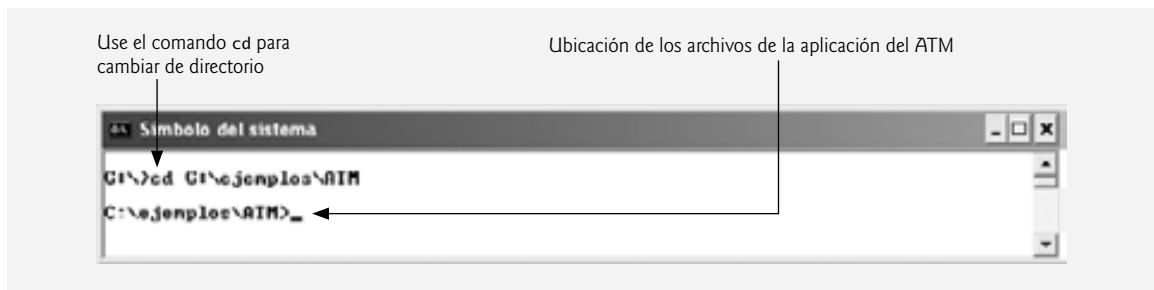 Use el comando cd para
cambiar de directorio
Ubicación de los archivos de la aplicación del ATM
Símbolo del sistema
C:\>cd C:\ejemplos\ATM
C:\ejemplos\ATM>_